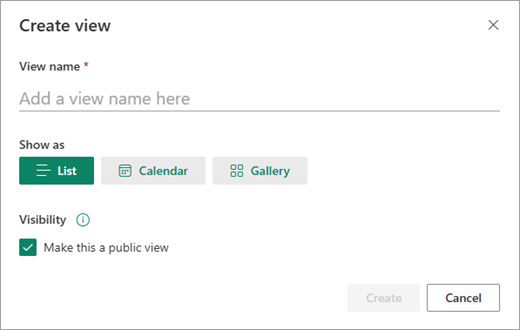 Create view
View name *
Add a view name here
Show as
List Calendar Gallery
Visibility
Make this a public view
Create Cancel